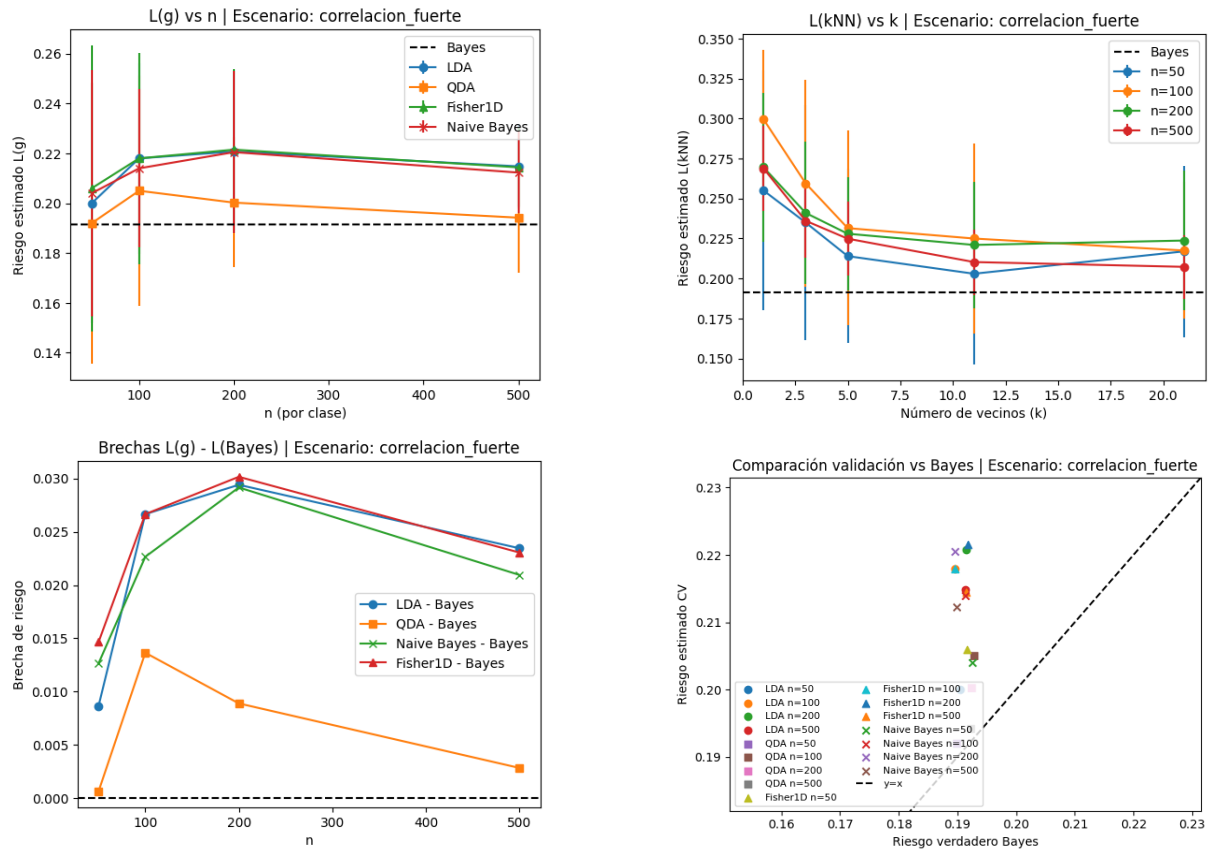 L(g) vs n | Escenario: correlacion_fuerte
Riesgo estimado L(g)
0.26
0.24
0.22
0.20
0.18
0.16
0.14
Bayes
LDA
QDA
Fisher1D
Naive Bayes
100
200
300
400
500
n (por clase)
L(kNN) vs k | Escenario: correlacion_fuerte
Riesgo estimado L(kNN)
0.350
0.325
0.300
0.275
0.250
0.225
0.200
0.175
0.150
Bayes
n=50
n=100
n=200
n=500
0.0
2.5
5.0
7.5
10.0
12.5
15.0
17.5
20.0
Número de vecinos (k)
Brechas L(g) - L(Bayes) | Escenario: correlacion_fuerte
Brecha de riesgo
0.030
0.025
0.020
0.015
0.010
0.005
0.000
LDA - Bayes
QDA - Bayes
Naive Bayes - Bayes
Fisher1D - Bayes
100
200
300
400
500
n
Comparación validación vs Bayes | Escenario: correlacion_fuerte
Riesgo estimado CV
0.23
0.22
0.21
0.20
0.19
LDA n=50
LDA n=100
LDA n=200
LDA n=500
QDA n=50
QDA n=100
QDA n=200
QDA n=500
Fisher1D n=50
Fisher1D n=100
Fisher1D n=200
Fisher1D n=500
Naive Bayes n=50
Naive Bayes n=100
Naive Bayes n=200
Naive Bayes n=500
y=x
0.16
0.17
0.18
0.19
0.20
0.21
0.22
0.23
Riesgo verdadero Bayes